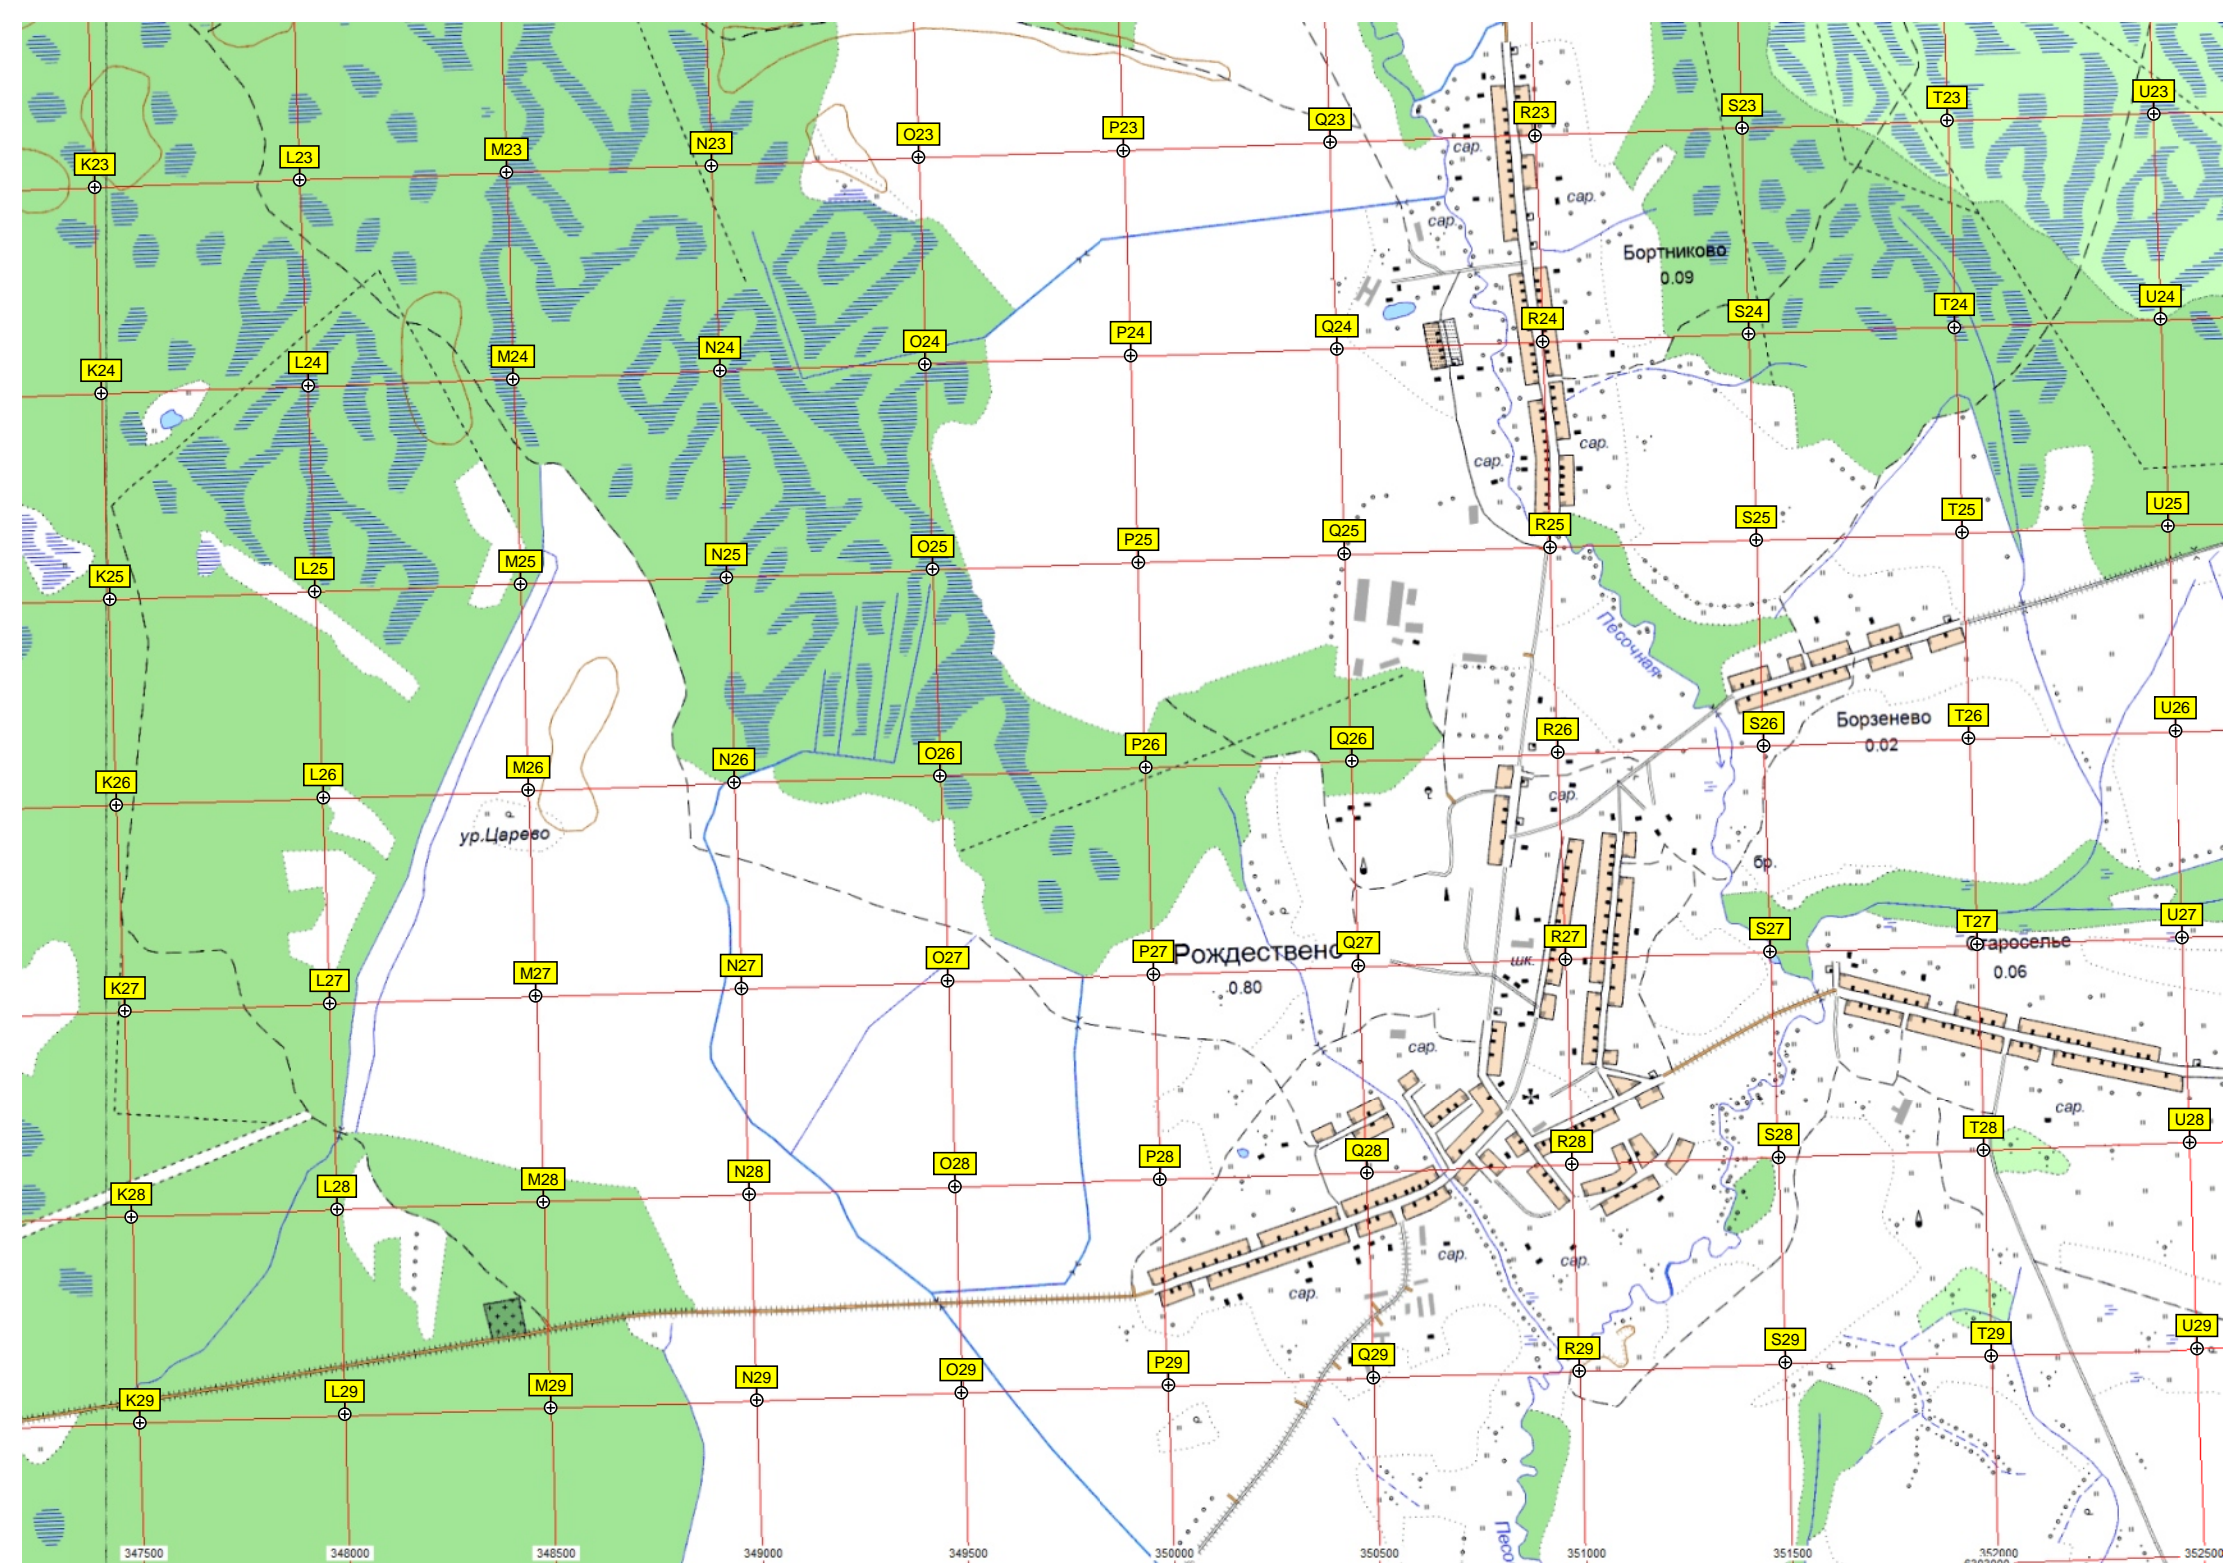 U23
T23
S23
R23
Q23
P23
O23
N23
M23
L23
K23
сар.
сар.
сар.
Бортниково
0.09
U24
T24
S24
R24
Q24
P24
O24
N24
M24
L24
K24
сар.
сар.
U25
T25
S25
R25
Q25
P25
O25
N25
M25
L25
K25
Песочная
U26
T26
S26
R26
Q26
P26
O26
N26
M26
L26
K26
Борзенево
0.02
сар.
ур.Царево
бр.
U27
T27
S27
R27
Q27
P27
O27
N27
M27
L27
K27
Рождествено
0.80
шк.
Староселье
0.06
сар.
сар.
U28
T28
S28
R28
Q28
P28
O28
N28
M28
L28
K28
сар.
сар.
сар.
U29
T29
S29
R29
Q29
P29
O29
N29
M29
L29
K29
Песо
347500 348000 348500 349000 349500 350000 350500 351000 351500 352000 352500